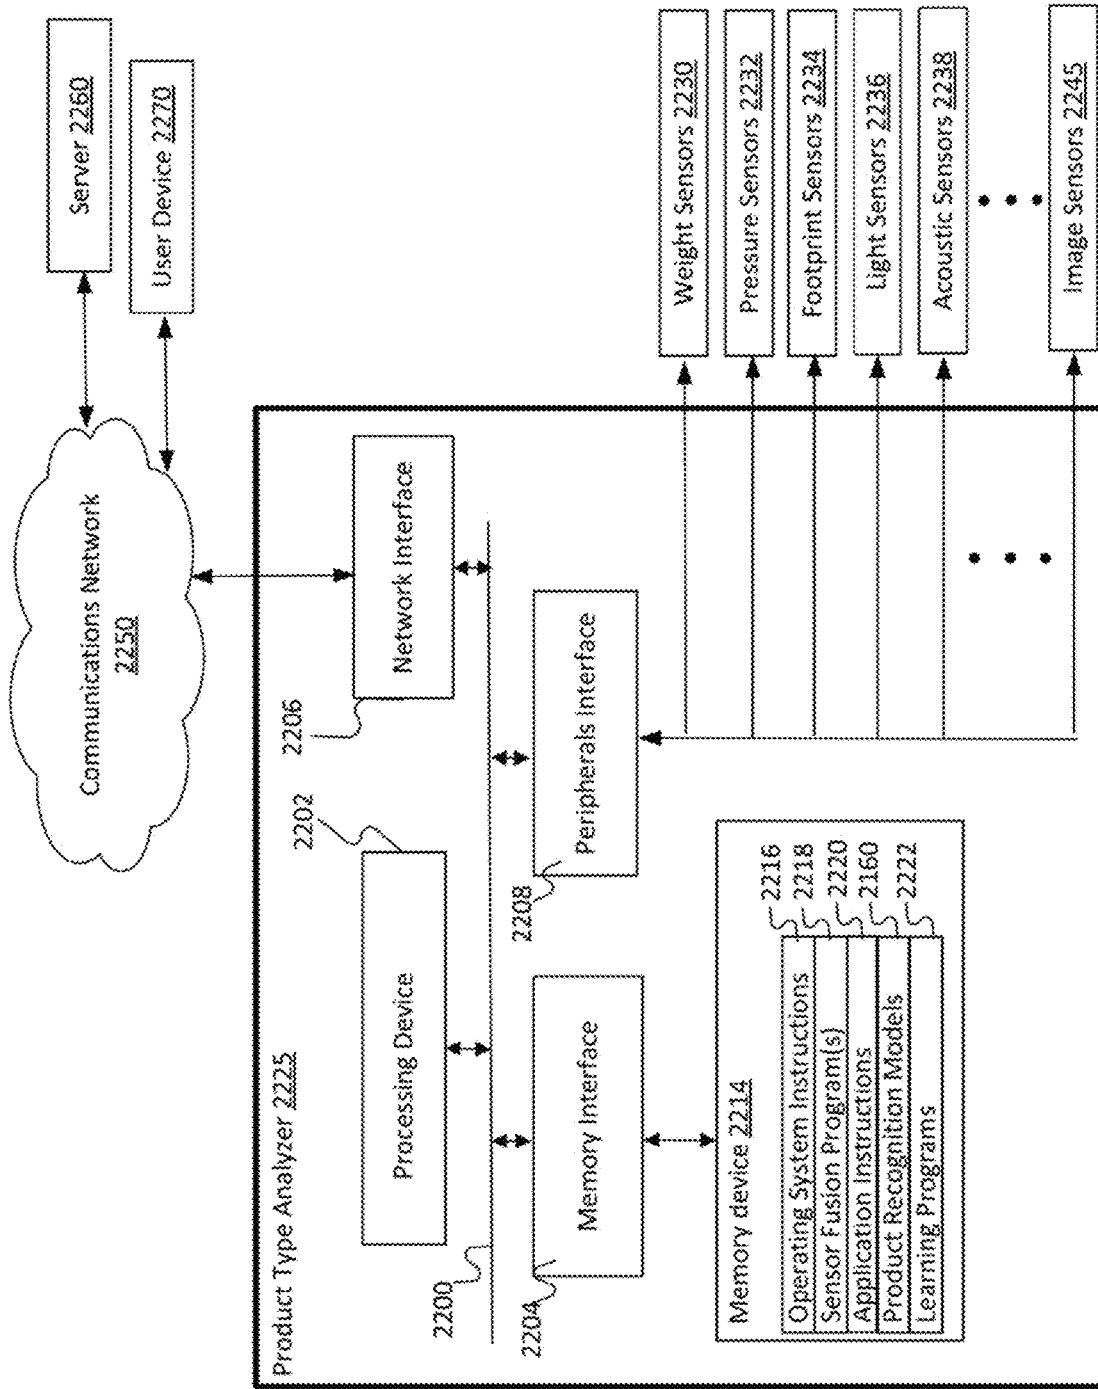 Communications Network
2250
Server 2260
User Device 2270
Product Type Analyzer 2225
Processing Device
2202
Network Interface
2206
2200
Memory Interface
2204
Peripherals Interface
2208
Memory device 2214
Operating System Instructions
2216
Sensor Fusion Program(s)
2218
Application Instructions
2220
Product Recognition Models
2160
Learning Programs
2222
Weight Sensors 2230
Pressure Sensors 2232
Footprint Sensors 2234
Light Sensors 2236
Acoustic Sensors 2238
Image Sensors 2245